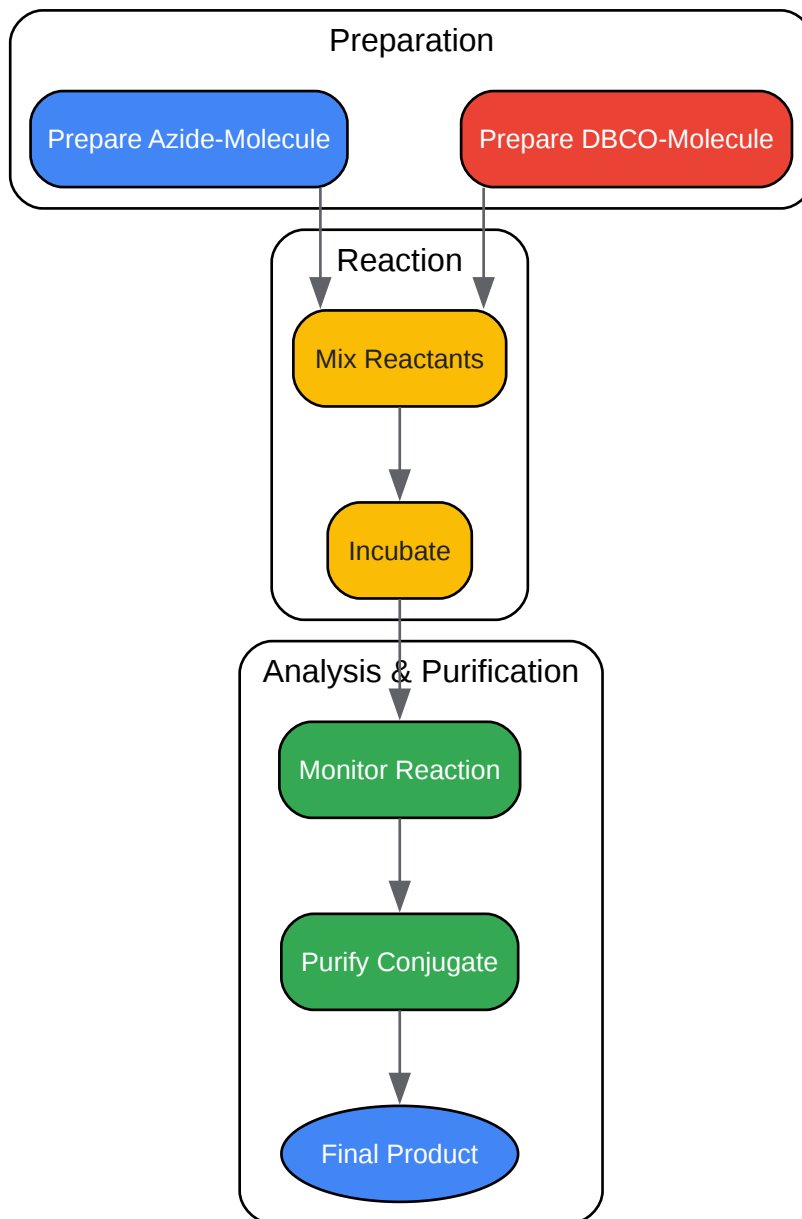 Preparation
Prepare Azide-Molecule
Prepare DBCO-Molecule
Reaction
Mix Reactants
Incubate
Analysis & Purification
Monitor Reaction
Purify Conjugate
Final Product